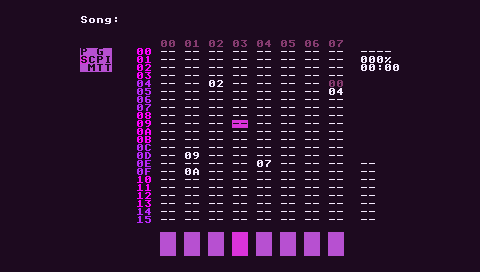 Song:
00 01 02 03 04 05 06 07
P G 00 -- -- -- -- -- -- -- -- ----
SCPI 01 -- -- -- -- -- -- -- -- 000%
MTT 02 -- -- -- -- -- -- -- -- 00:00
03 -- -- -- -- -- -- -- --
04 -- -- 02 -- -- -- -- 00
05 -- -- -- -- -- -- -- 04
06 -- -- -- -- -- -- -- --
07 -- -- -- -- -- -- -- --
08 -- -- -- -- -- -- -- --
09 -- -- -- -- -- -- -- --
0A -- -- -- -- -- -- -- --
0B -- -- -- -- -- -- -- --
0C -- -- -- -- -- -- -- --
0D -- 09 -- -- -- -- -- --
0E -- -- -- -- 07 -- -- -- --
0F -- 0A -- -- -- -- -- -- --
10 -- -- -- -- -- -- -- -- --
11 -- -- -- -- -- -- -- -- --
12 -- -- -- -- -- -- -- -- --
13 -- -- -- -- -- -- -- -- --
14 -- -- -- -- -- -- -- -- --
15 -- -- -- -- -- -- -- -- --